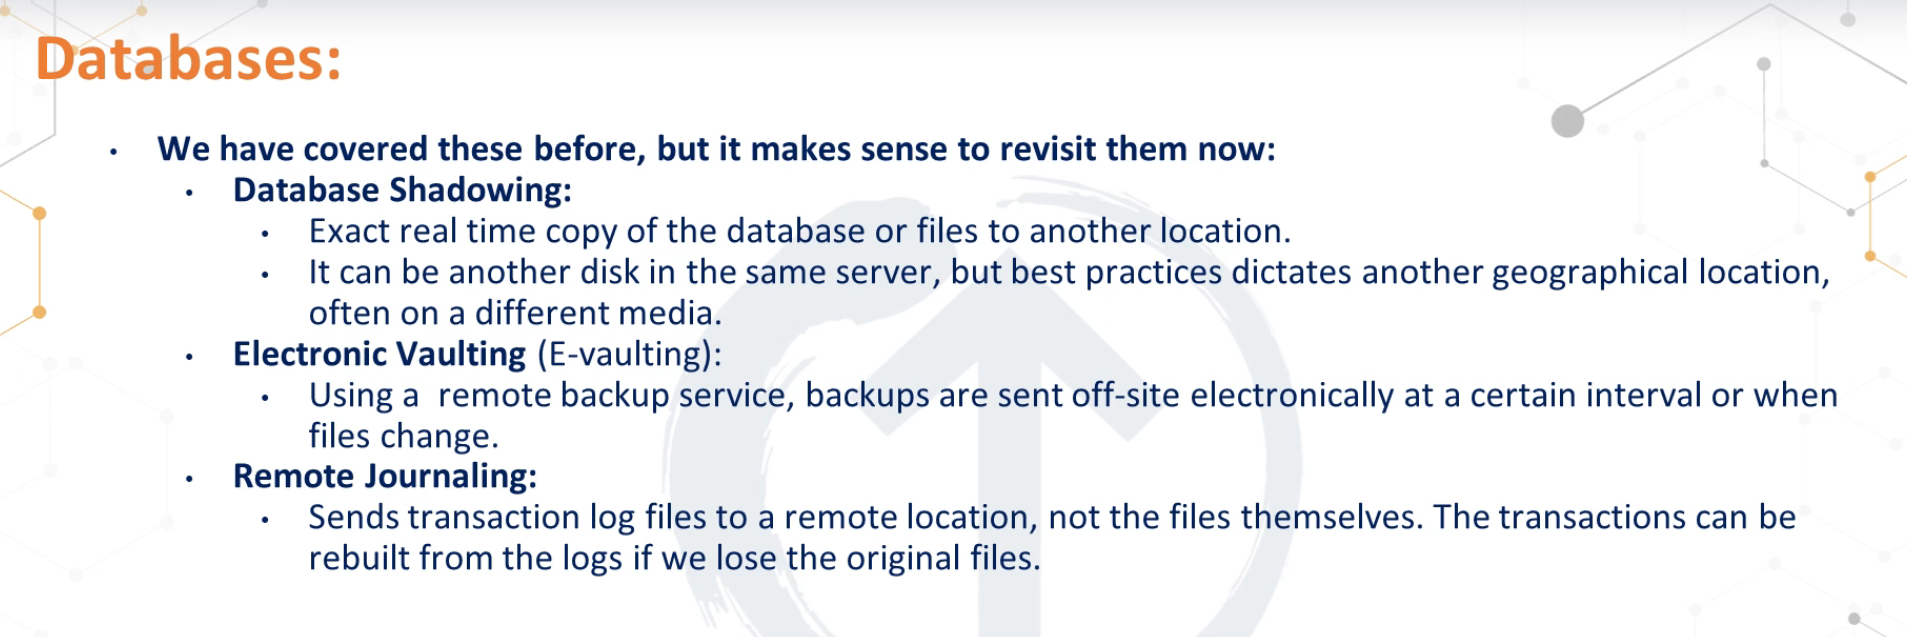 Databases:
• We have covered these before, but it makes sense to revisit them now:
• Database Shadowing:
• Exact real time copy of the database or files to another location.
• It can be another disk in the same server, but best practices dictates another geographical location,
often on a different media.
• Electronic Vaulting (E-vaulting):
• Using a  remote backup service, backups are sent off-site electronically at a certain interval or when
files change.
• Remote Journaling:
• Sends transaction log files to a remote location, not the files themselves. The transactions can be
rebuilt from the logs if we lose the original files.